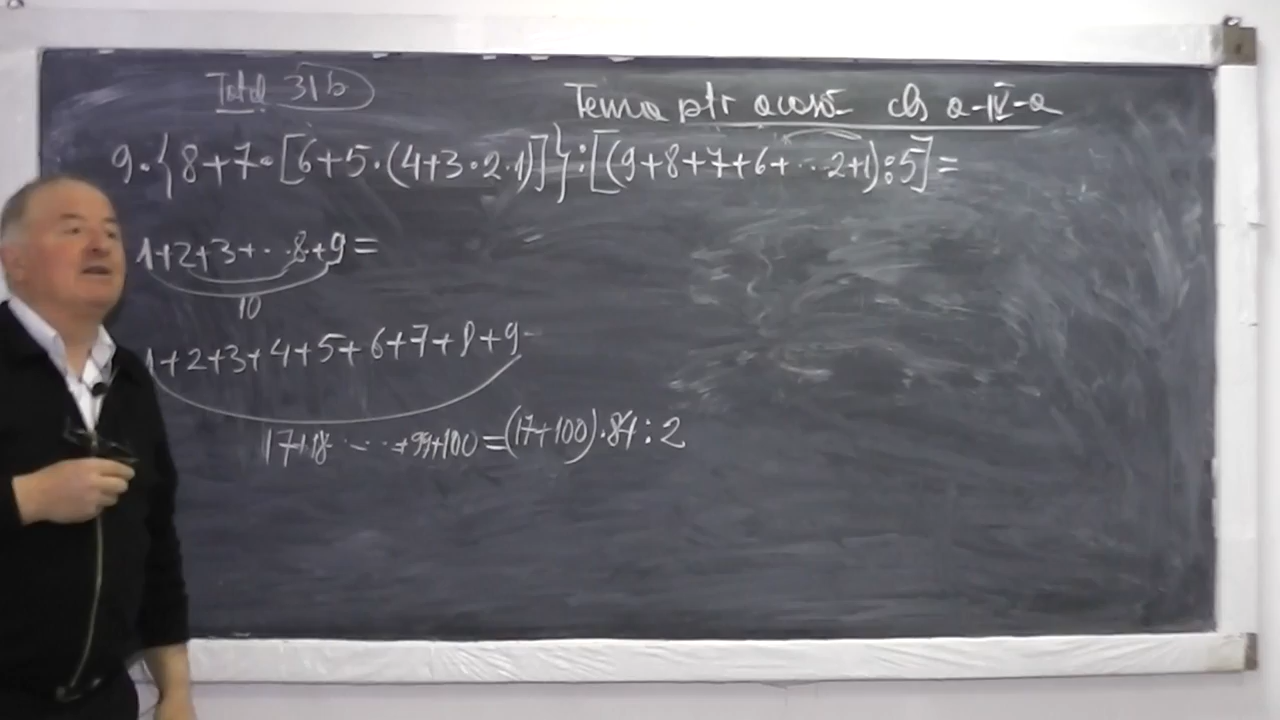 Total 31b
Tema ptr acasă cls a-IV-a
9·{8+7·[6+5·(4+3·2·1)]}:[(9+8+7+6+...2+1):5]=
1+2+3+...8+9=
10
1+2+3+4+5+6+7+8+9
17+18 ...+99+100=(17+100)·84:2